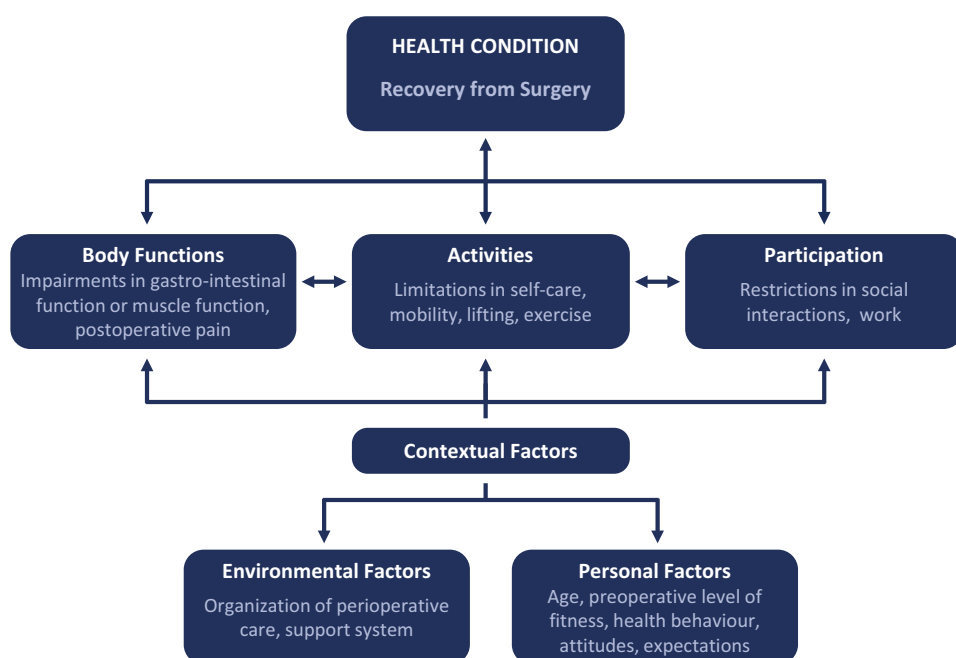 HEALTH CONDITION
Recovery from Surgery
Body Functions
Impairments in gastro-intestinal
function or muscle function,
postoperative pain
Activities
Limitations in self-care,
mobility, lifting, exercise
Participation
Restrictions in social
interactions, work
Contextual Factors
Environmental Factors
Organization of perioperative
care, support system
Personal Factors
Age, preoperative level of
fitness, health behaviour,
attitudes, expectations